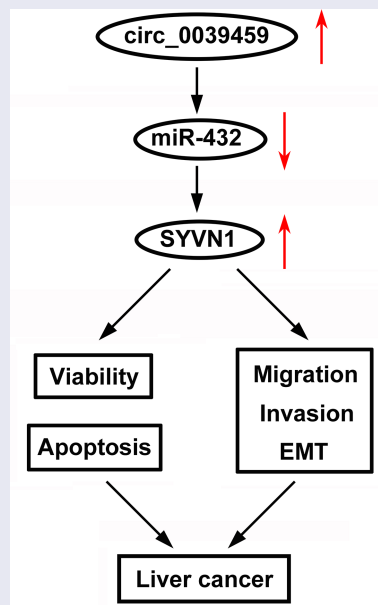 circ_0039459
miR-432
SYVN1
Viability
Apoptosis
Migration
Invasion
EMT
Liver cancer